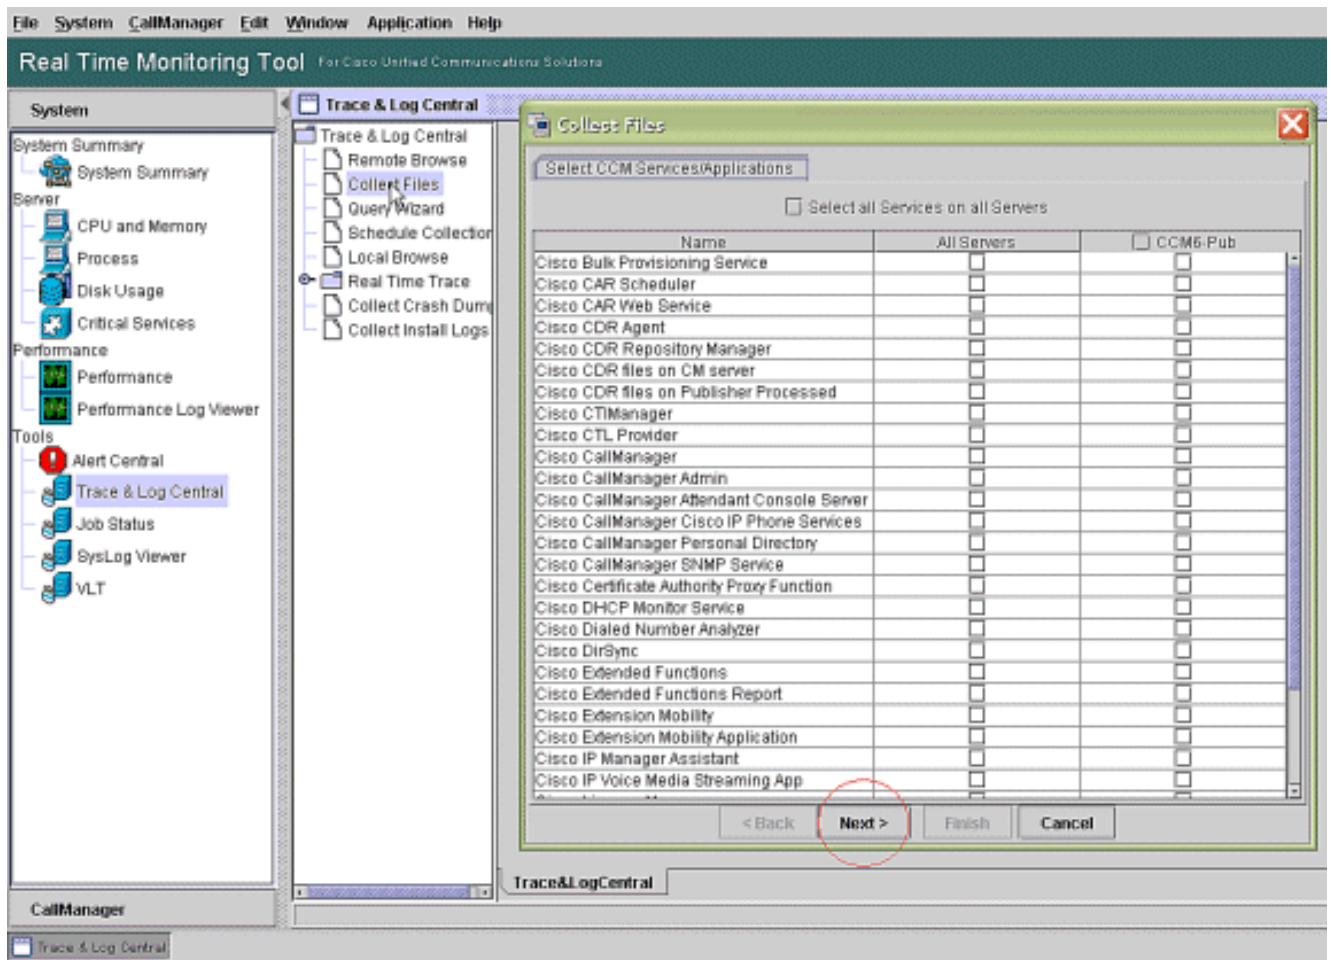 File System CallManager Edit Window Application Help
Real Time Monitoring Tool For Cisco Unified Communications Solutions
System
System Summary
System Summary
Server
CPU and Memory
Process
Disk Usage
Critical Services
Performance
Performance
Performance Log Viewer
Tools
Alert Central
Trace & Log Central
Job Status
SysLog Viewer
VLT
CallManager
Trace & Log Central
Trace & Log Central
Remote Browse
Collect Files
Query Wizard
Schedule Collection
Local Browse
Real Time Trace
Collect Crash Dump
Collect Install Logs
Collect Files
Select CCM Services/Applications
Select all Services on all Servers
Name All Servers CCM6-Pub
Cisco Bulk Provisioning Service
Cisco CAR Scheduler
Cisco CAR Web Service
Cisco CDR Agent
Cisco CDR Repository Manager
Cisco CDR files on CM server
Cisco CDR files on Publisher Processed
Cisco CTIManager
Cisco CTL Provider
Cisco CallManager
Cisco CallManager Admin
Cisco CallManager Attendant Console Server
Cisco CallManager Cisco IP Phone Services
Cisco CallManager Personal Directory
Cisco CallManager SNMP Service
Cisco Certificate Authority Proxy Function
Cisco DHCP Monitor Service
Cisco Dialed Number Analyzer
Cisco DirSync
Cisco Extended Functions
Cisco Extended Functions Report
Cisco Extension Mobility
Cisco Extension Mobility Application
Cisco IP Manager Assistant
Cisco IP Voice Media Streaming App
< Back Next > Finish Cancel
Trace&LogCentral
Trace & Log Central